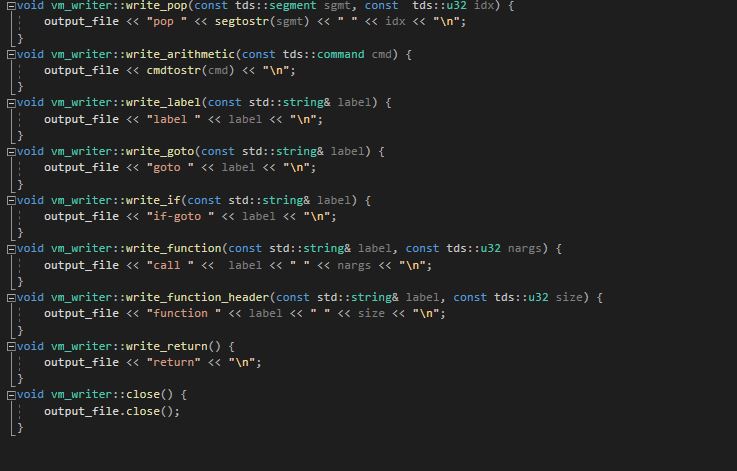 void vm_writer::write_pop(const tds::segment sgmt, const  tds::u32 idx) {
    output_file << "pop " << segtostr(sgmt) << " " << idx << "\n";
}
void vm_writer::write_arithmetic(const tds::command cmd) {
    output_file << cmdtostr(cmd) << "\n";
}
void vm_writer::write_label(const std::string& label) {
    output_file << "label " << label << "\n";
}
void vm_writer::write_goto(const std::string& label) {
    output_file << "goto " << label << "\n";
}
void vm_writer::write_if(const std::string& label) {
    output_file << "if-goto " << label << "\n";
}
void vm_writer::write_function(const std::string& label, const tds::u32 nargs) {
    output_file << "call " <<  label << " " << nargs << "\n";
}
void vm_writer::write_function_header(const std::string& label, const tds::u32 size) {
    output_file << "function " << label << " " << size << "\n";
}
void vm_writer::write_return() {
    output_file << "return" << "\n";
}
void vm_writer::close() {
    output_file.close();
}